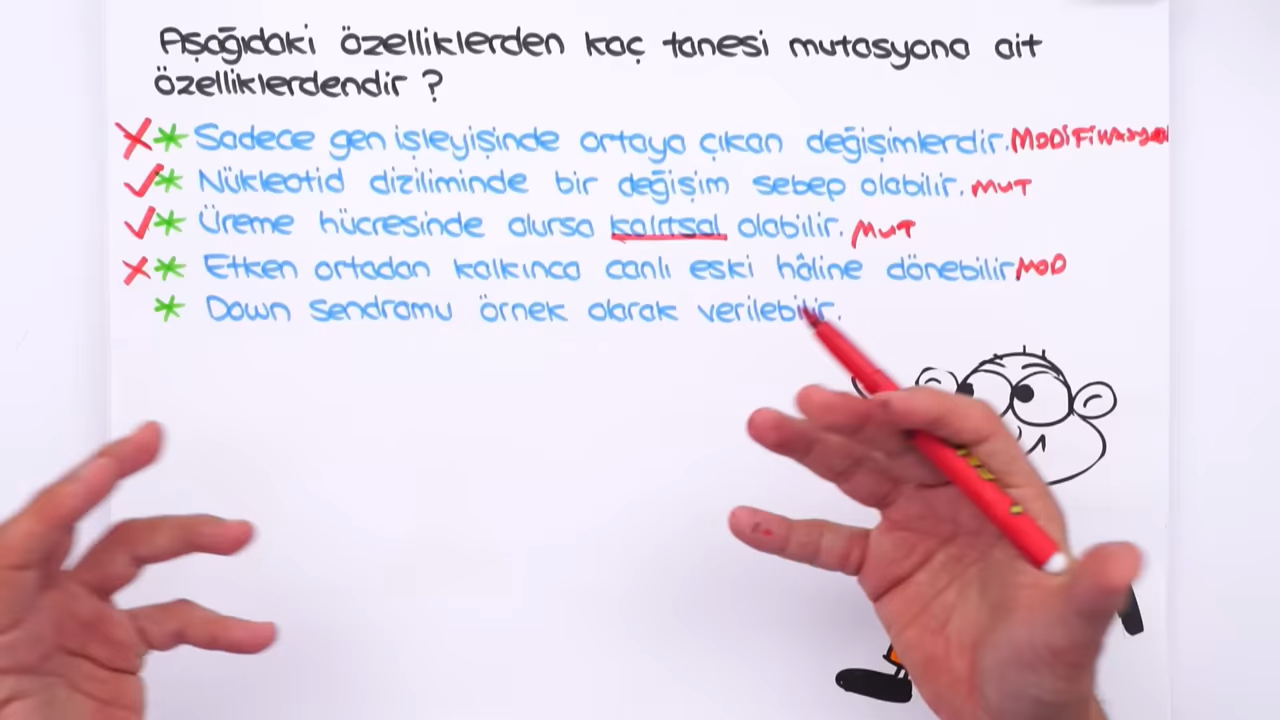 Aşağıdaki özelliklerden kaç tanesi mutasyona ait
özelliklerdendir ?
* Sadece gen işleyişinde ortaya çıkan değişimlerdir. MODİFİKASYON
* Nükleotid diziliminde bir değişim sebep olabilir. MUT
* Üreme hücresinde olursa kalıtsal olabilir. MUT
* Etken ortadan kalkınca canlı eski hâline dönebilir MOD
* Down sendromu örnek olarak verilebilir.